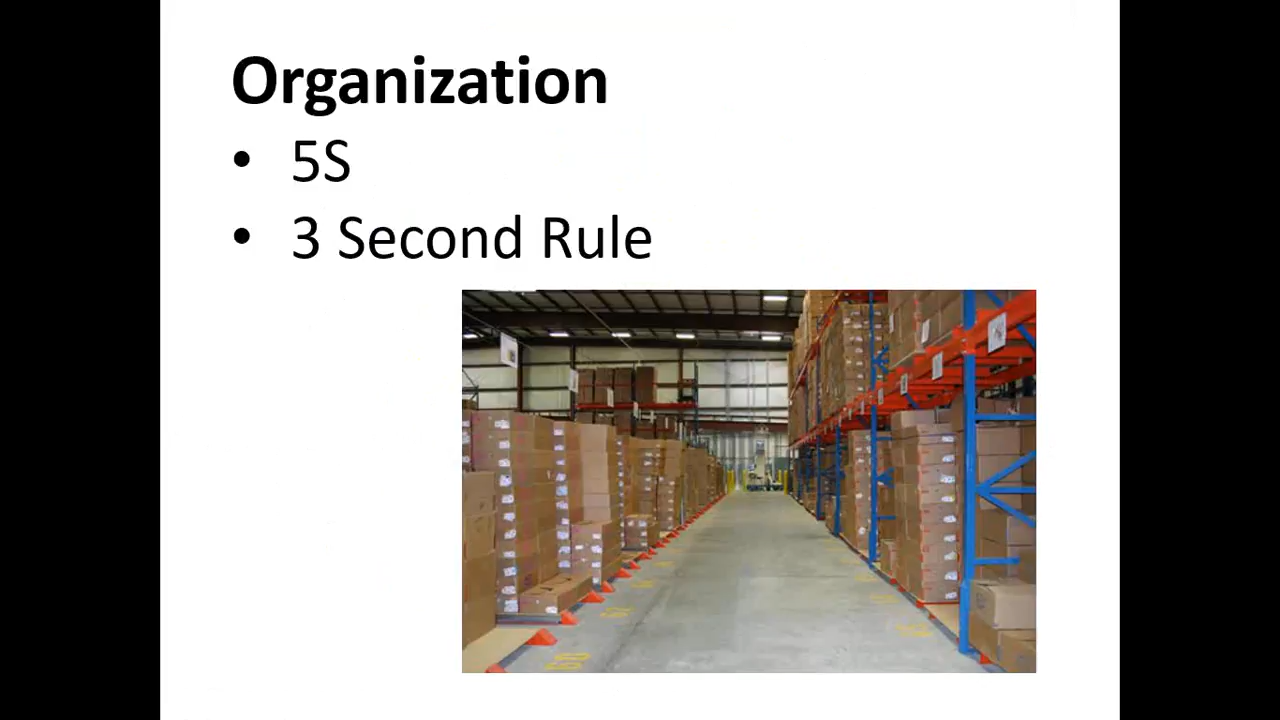 Organization
• 5S
• 3 Second Rule